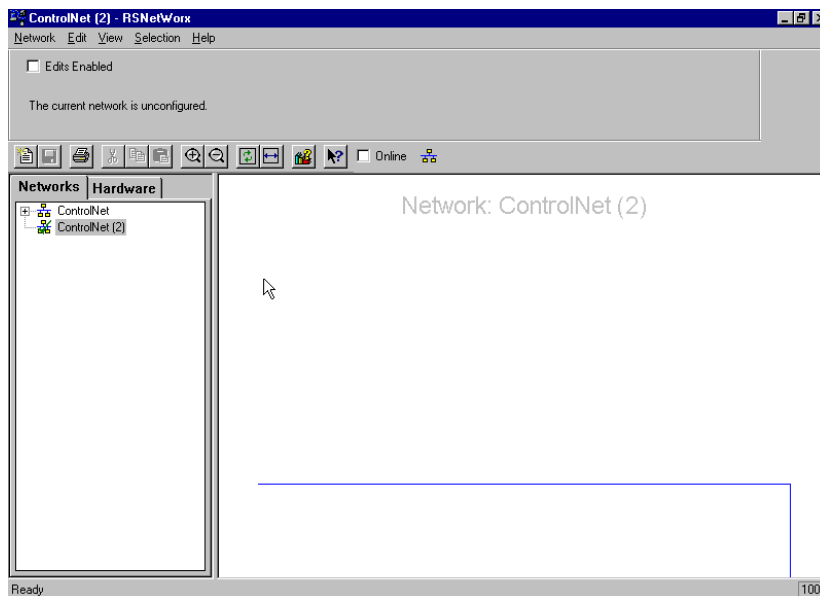 ControlNet (2) - RSNetWorx
Network Edit View Selection Help
Edits Enabled
The current network is unconfigured.
Online
Networks Hardware
Network: ControlNet (2)
ControlNet
ControlNet (2)
Ready
100